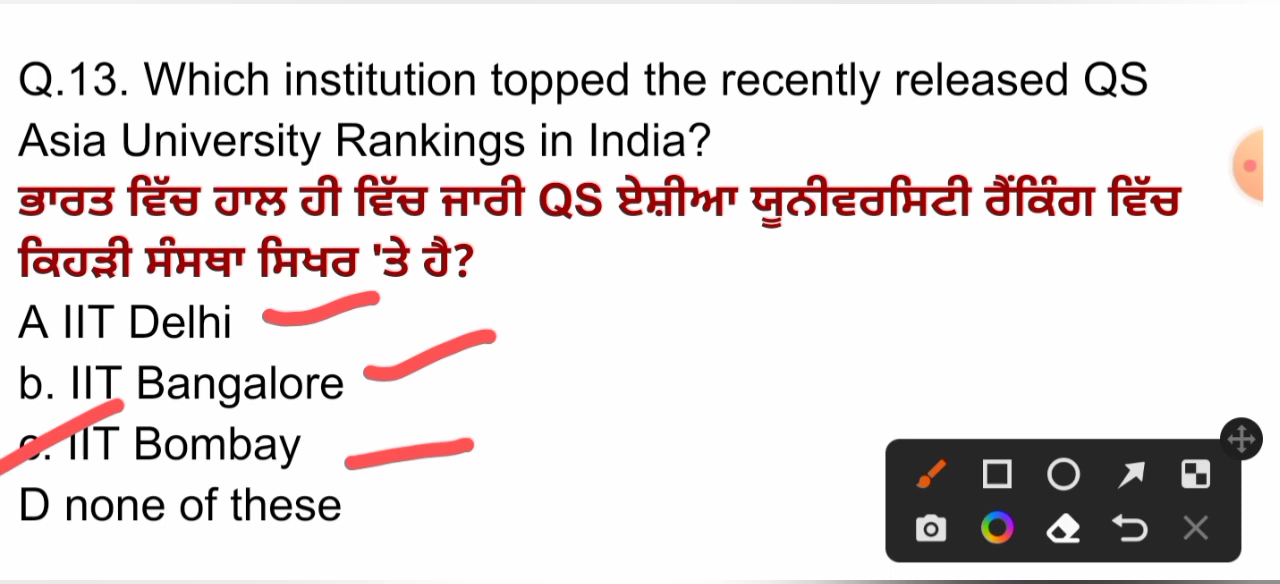 Q.13. Which institution topped the recently released QS
Asia University Rankings in India?
ਭਾਰਤ ਵਿੱਚ ਹਾਲ ਹੀ ਵਿੱਚ ਜਾਰੀ QS ਏਸ਼ੀਆ ਯੂਨੀਵਰਸਿਟੀ ਰੈਂਕਿੰਗ ਵਿੱਚ
ਕਿਹੜੀ ਸੰਸਥਾ ਸਿਖਰ 'ਤੇ ਹੈ?
A IIT Delhi
b. IIT Bangalore
c. IIT Bombay
D none of these